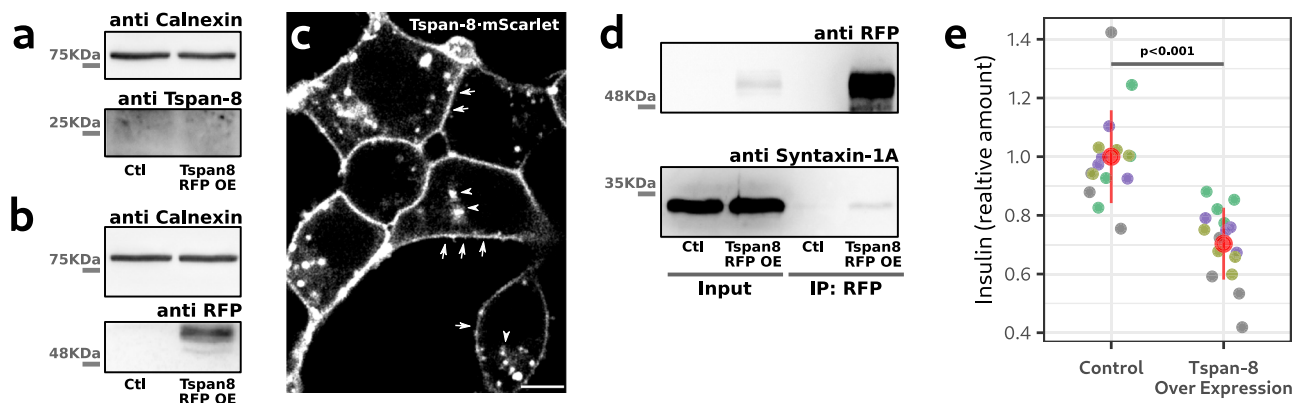 a
anti Calnexin
75KDa
anti Tspan-8
25KDa
Ctl Tspan8
RFP OE
b
anti Calnexin
75KDa
anti RFP
48KDa
Ctl Tspan8
RFP OE
c
Tspan-8·mScarlet
d
anti RFP
48KDa
anti Syntaxin-1A
35KDa
Ctl Tspan8 Ctl Tspan8
RFP OE RFP OE
Input IP: RFP
e
p<0.001
Insulin (realtive amount)
1.4
1.2
1.0
0.8
0.6
0.4
Control Tspan-8
Over Expression